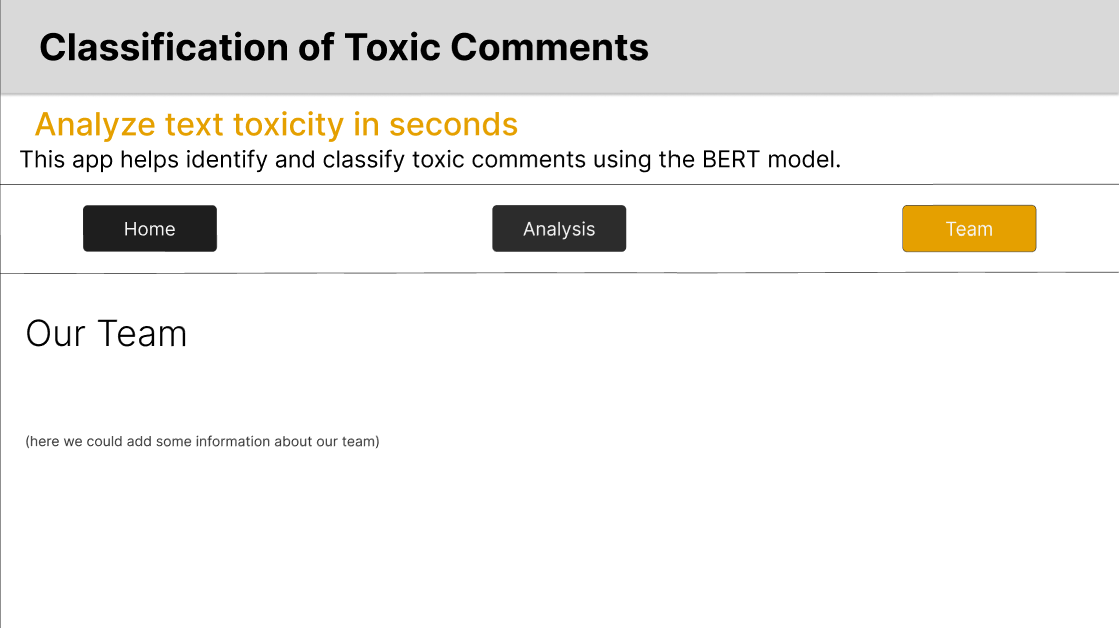 Classification of Toxic Comments
Analyze text toxicity in seconds
This app helps identify and classify toxic comments using the BERT model.
Home
Analysis
Team
Our Team
(here we could add some information about our team)